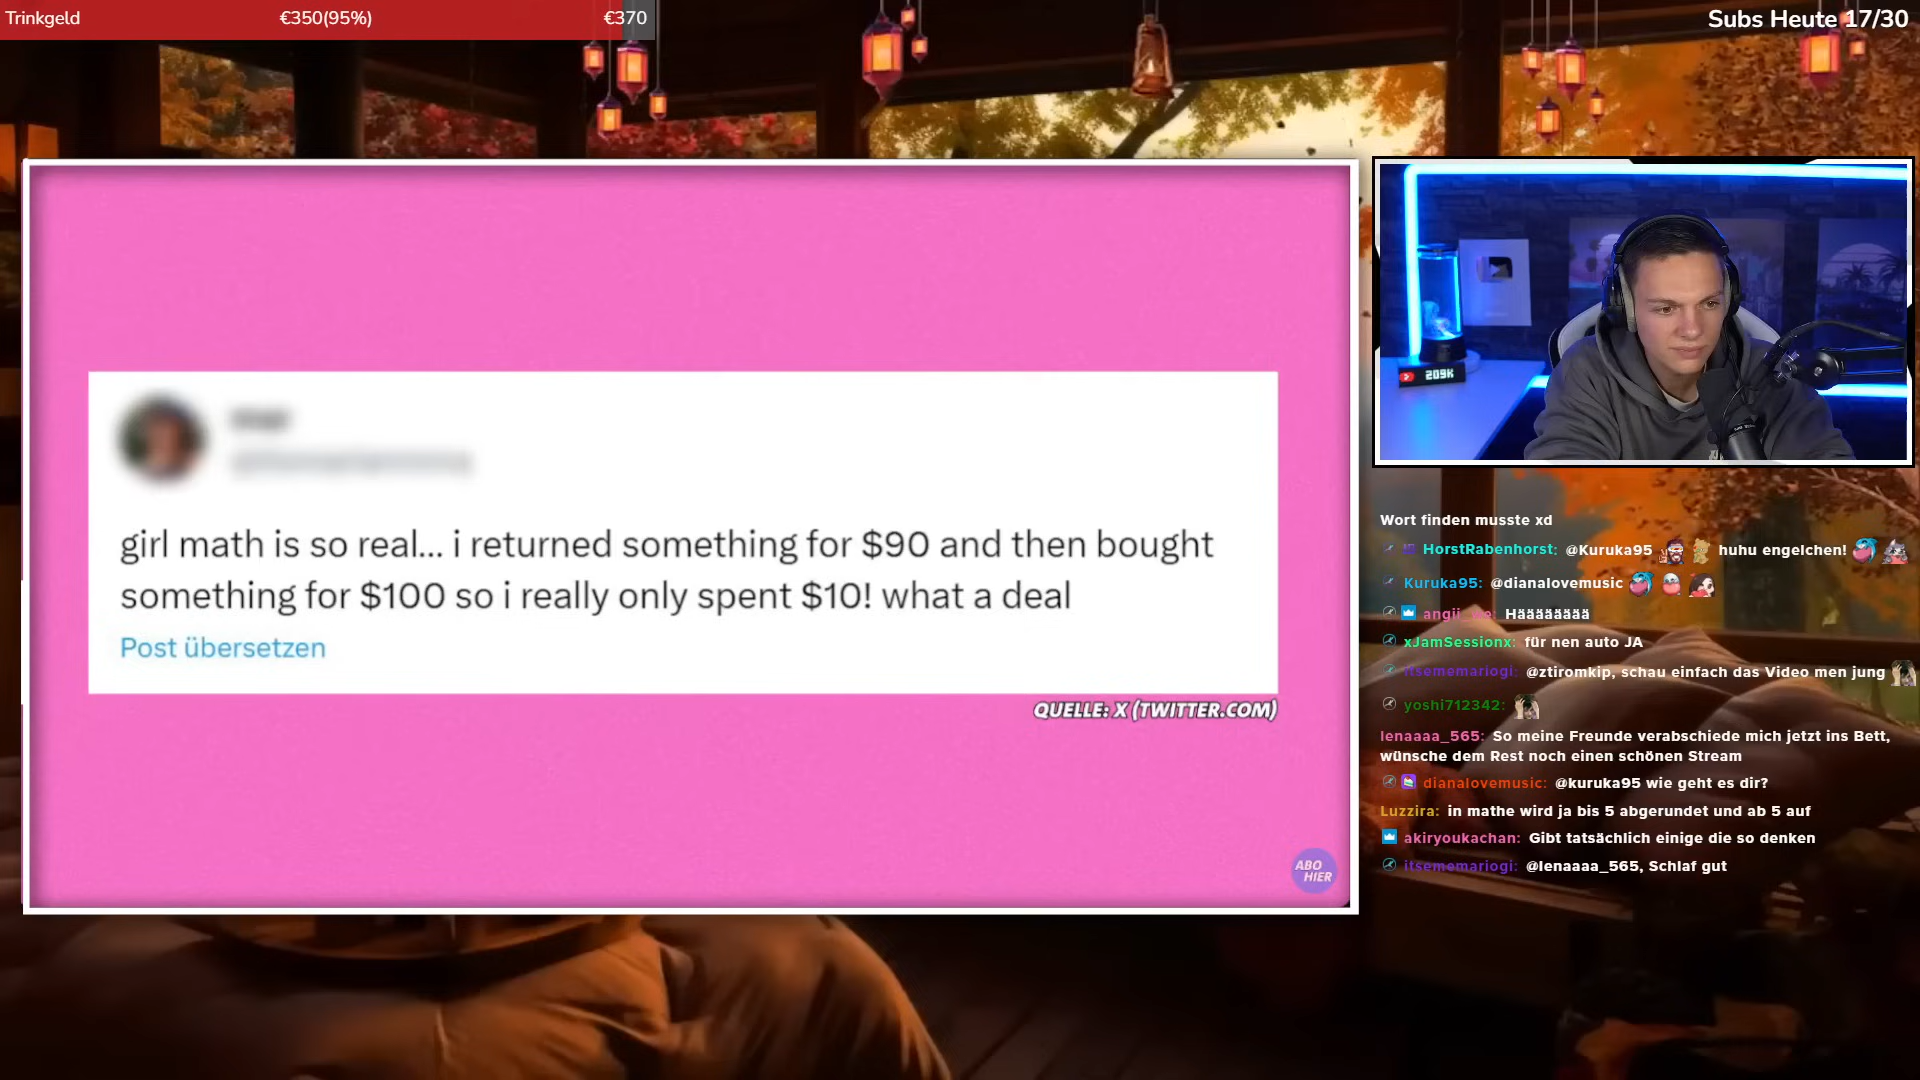 Trinkgeld €350(95%) €370
Subs Heute 17/30
girl math is so real... i returned something for $90 and then bought
something for $100 so i really only spent $10! what a deal
Post übersetzen
QUELLE: X (TWITTER.COM)
ABO
HIER
209K
Wort finden musste xd
HorstRabenhorst: @Kuruka95 huhu engelchen!
Kuruka95: @dianalovemusic
Hääääääää
xJamSessionx: für nen auto JA
itsememariogi: @ztiromkip, schau einfach das Video men jung
yoshi712342:
lenaaaa_565: So meine Freunde verabschiede mich jetzt ins Bett,
wünsche dem Rest noch einen schönen Stream
dianalovemusic: @kuruka95 wie geht es dir?
Luzzira: in mathe wird ja bis 5 abgerundet und ab 5 auf
akiryoukachan: Gibt tatsächlich einige die so denken
itsememariogi: @lenaaaa_565, Schlaf gut